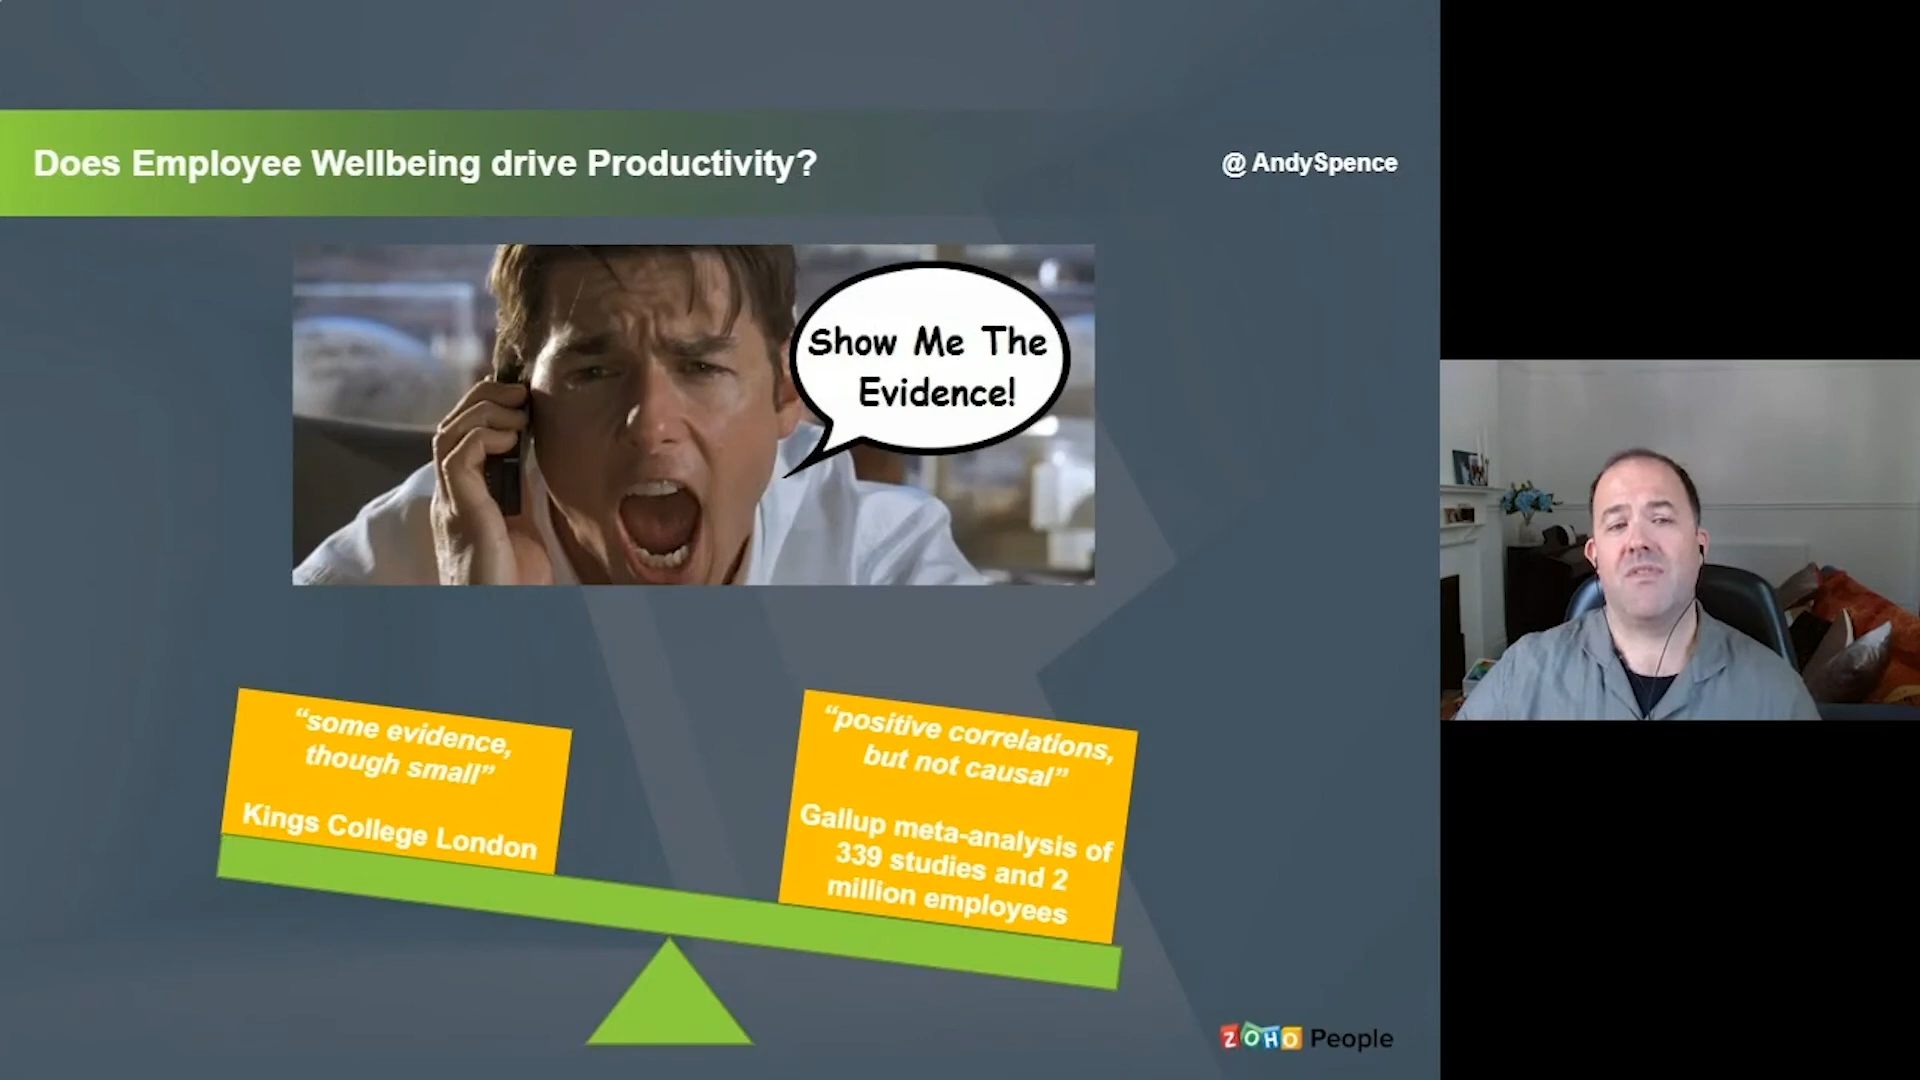 Does Employee Wellbeing drive Productivity?
@ AndySpence
Show Me The
Evidence!
“some evidence,
though small”
Kings College London
“positive correlations,
but not causal”
Gallup meta-analysis of
339 studies and 2
million employees
ZOHO People